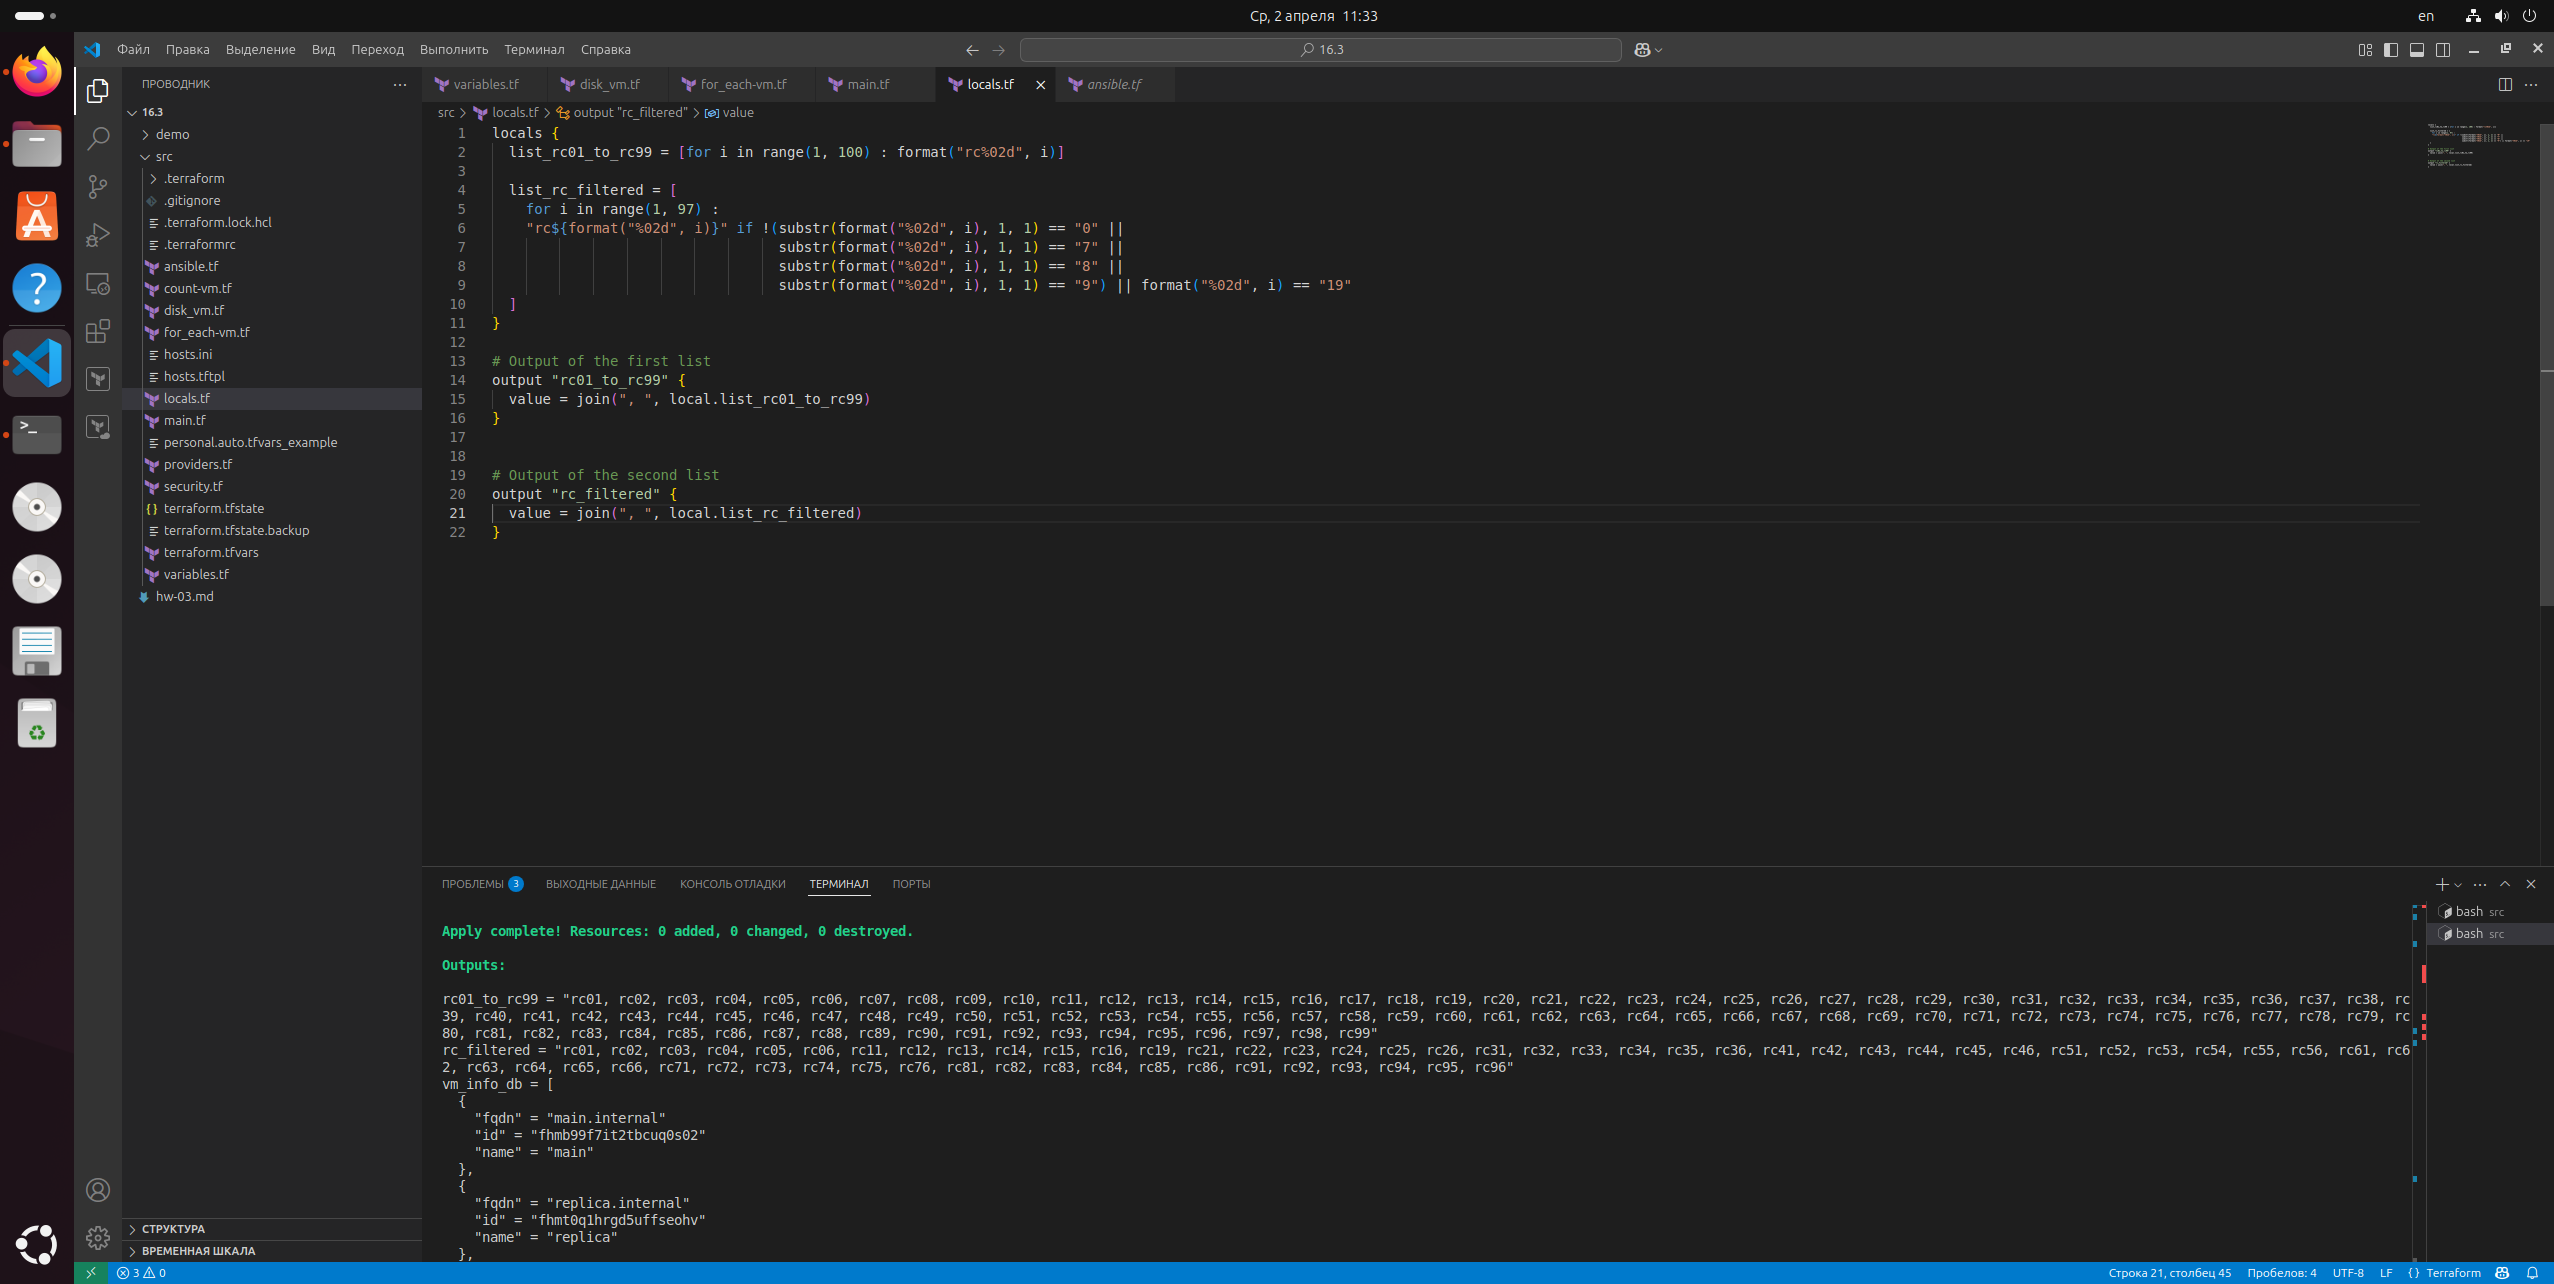 Ср, 2 апреля 11:33
en
Файл Правка Выделение Вид Переход Выполнить Терминал Справка
16.3
ПРОВОДНИК
16.3
demo
src
.terraform
.gitignore
.terraform.lock.hcl
.terraformrc
ansible.tf
count-vm.tf
disk_vm.tf
for_each-vm.tf
hosts.ini
hosts.tftpl
locals.tf
main.tf
personal.auto.tfvars_example
providers.tf
security.tf
terraform.tfstate
terraform.tfstate.backup
terraform.tfvars
variables.tf
hw-03.md
СТРУКТУРА
ВРЕМЕННАЯ ШКАЛА
variables.tf disk_vm.tf for_each-vm.tf main.tf locals.tf ansible.tf
src > locals.tf > output "rc_filtered" > value
1 locals {
2   list_rc01_to_rc99 = [for i in range(1, 100) : format("rc%02d", i)]
3
4   list_rc_filtered = [
5     for i in range(1, 97) :
6     "rc${format("%02d", i)}" if !(substr(format("%02d", i), 1, 1) == "0" ||
7                                   substr(format("%02d", i), 1, 1) == "7" ||
8                                   substr(format("%02d", i), 1, 1) == "8" ||
9                                   substr(format("%02d", i), 1, 1) == "9") || format("%02d", i) == "19"
10   ]
11 }
12
13 # Output of the first list
14 output "rc01_to_rc99" {
15   value = join(", ", local.list_rc01_to_rc99)
16 }
17
18
19 # Output of the second list
20 output "rc_filtered" {
21   value = join(", ", local.list_rc_filtered)
22 }
ПРОБЛЕМЫ 3 ВЫХОДНЫЕ ДАННЫЕ КОНСОЛЬ ОТЛАДКИ ТЕРМИНАЛ ПОРТЫ
bash src
bash src
Apply complete! Resources: 0 added, 0 changed, 0 destroyed.
Outputs:
rc01_to_rc99 = "rc01, rc02, rc03, rc04, rc05, rc06, rc07, rc08, rc09, rc10, rc11, rc12, rc13, rc14, rc15, rc16, rc17, rc18, rc19, rc20, rc21, rc22, rc23, rc24, rc25, rc26, rc27, rc28, rc29, rc30, rc31, rc32, rc33, rc34, rc35, rc36, rc37, rc38, rc
39, rc40, rc41, rc42, rc43, rc44, rc45, rc46, rc47, rc48, rc49, rc50, rc51, rc52, rc53, rc54, rc55, rc56, rc57, rc58, rc59, rc60, rc61, rc62, rc63, rc64, rc65, rc66, rc67, rc68, rc69, rc70, rc71, rc72, rc73, rc74, rc75, rc76, rc77, rc78, rc79, rc
80, rc81, rc82, rc83, rc84, rc85, rc86, rc87, rc88, rc89, rc90, rc91, rc92, rc93, rc94, rc95, rc96, rc97, rc98, rc99"
rc_filtered = "rc01, rc02, rc03, rc04, rc05, rc06, rc11, rc12, rc13, rc14, rc15, rc16, rc19, rc21, rc22, rc23, rc24, rc25, rc26, rc31, rc32, rc33, rc34, rc35, rc36, rc41, rc42, rc43, rc44, rc45, rc46, rc51, rc52, rc53, rc54, rc55, rc56, rc61, rc6
2, rc63, rc64, rc65, rc66, rc71, rc72, rc73, rc74, rc75, rc76, rc81, rc82, rc83, rc84, rc85, rc86, rc91, rc92, rc93, rc94, rc95, rc96"
vm_info_db = [
  {
    "fqdn" = "main.internal"
    "id" = "fhmb99f7it2tbcuq0s02"
    "name" = "main"
  },
  {
    "fqdn" = "replica.internal"
    "id" = "fhmt0q1hrgd5uffseohv"
    "name" = "replica"
  },
3 0 Строка 21, столбец 45 Пробелов: 4 UTF-8 LF {} Terraform